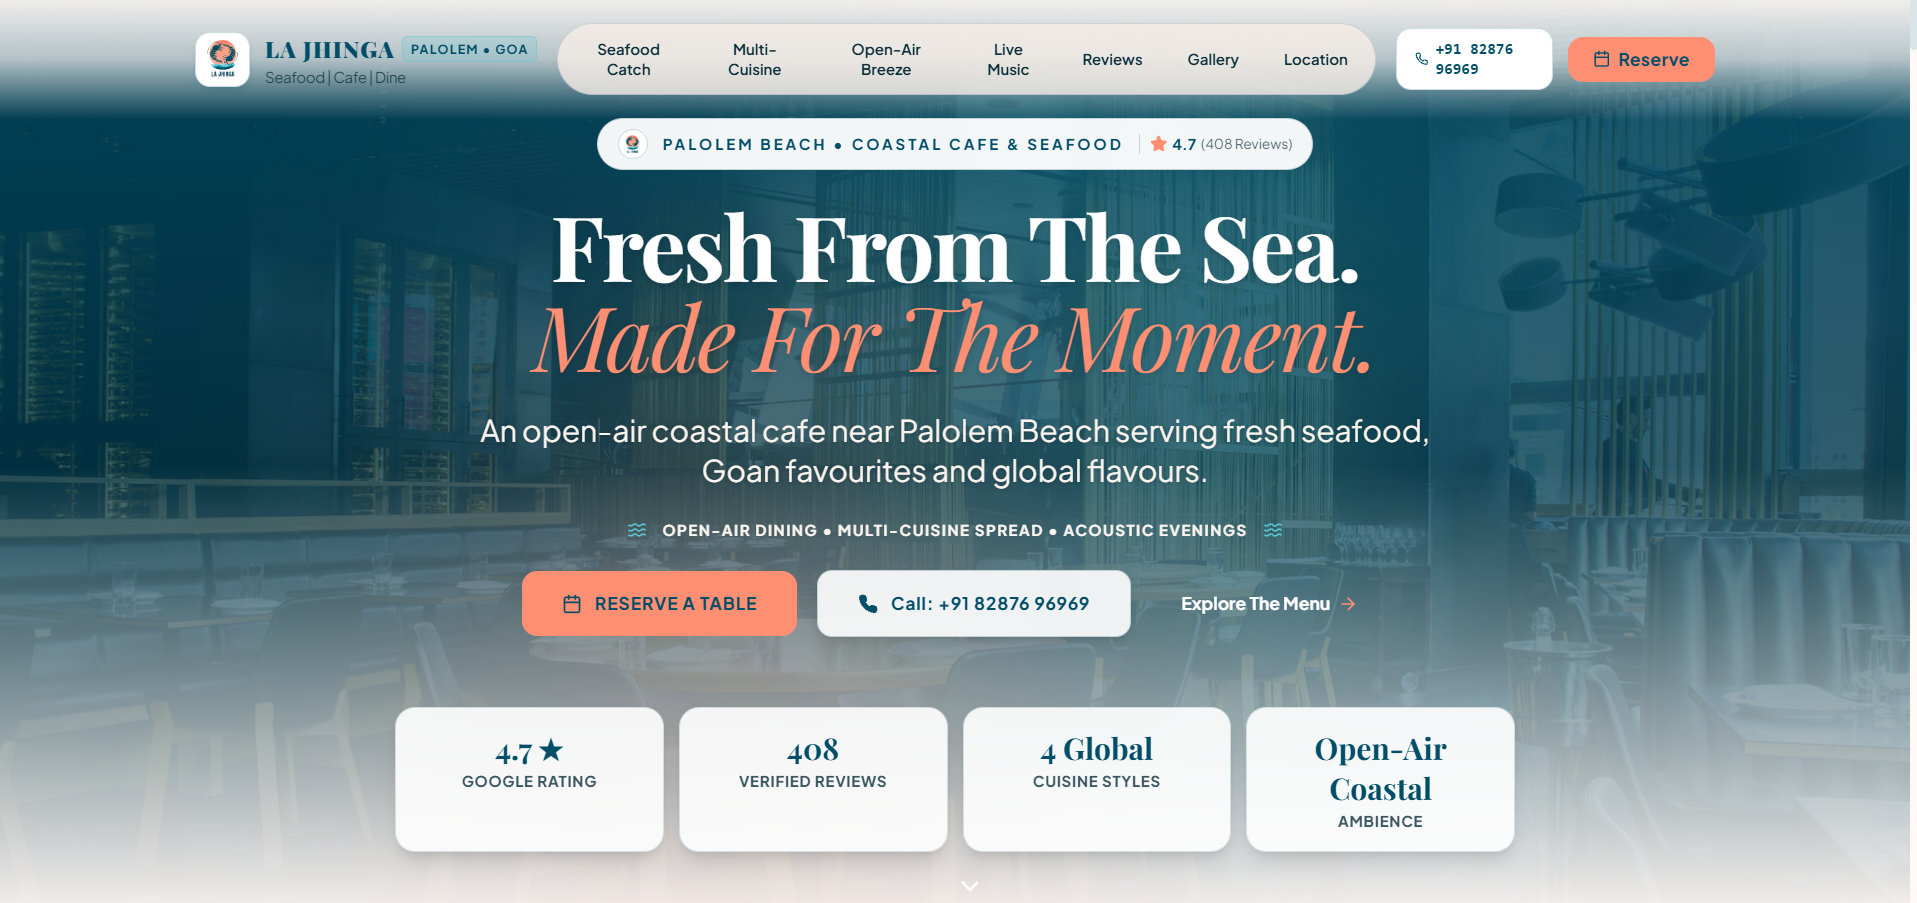 LA JHINGA
LA JHINGA PALOLEM • GOA
Seafood | Cafe | Dine
Seafood Catch
Multi-Cuisine
Open-Air Breeze
Live Music
Reviews
Gallery
Location
+91 82876 96969
Reserve
PALOLEM BEACH • COASTAL CAFE & SEAFOOD
4.7 (408 Reviews)
Fresh From The Sea.
Made For The Moment.
An open-air coastal cafe near Palolem Beach serving fresh seafood,
Goan favourites and global flavours.
OPEN-AIR DINING • MULTI-CUISINE SPREAD • ACOUSTIC EVENINGS
RESERVE A TABLE
Call: +91 82876 96969
Explore The Menu →
4.7 ★
GOOGLE RATING
408
VERIFIED REVIEWS
4 Global
CUISINE STYLES
Open-Air
Coastal
AMBIENCE